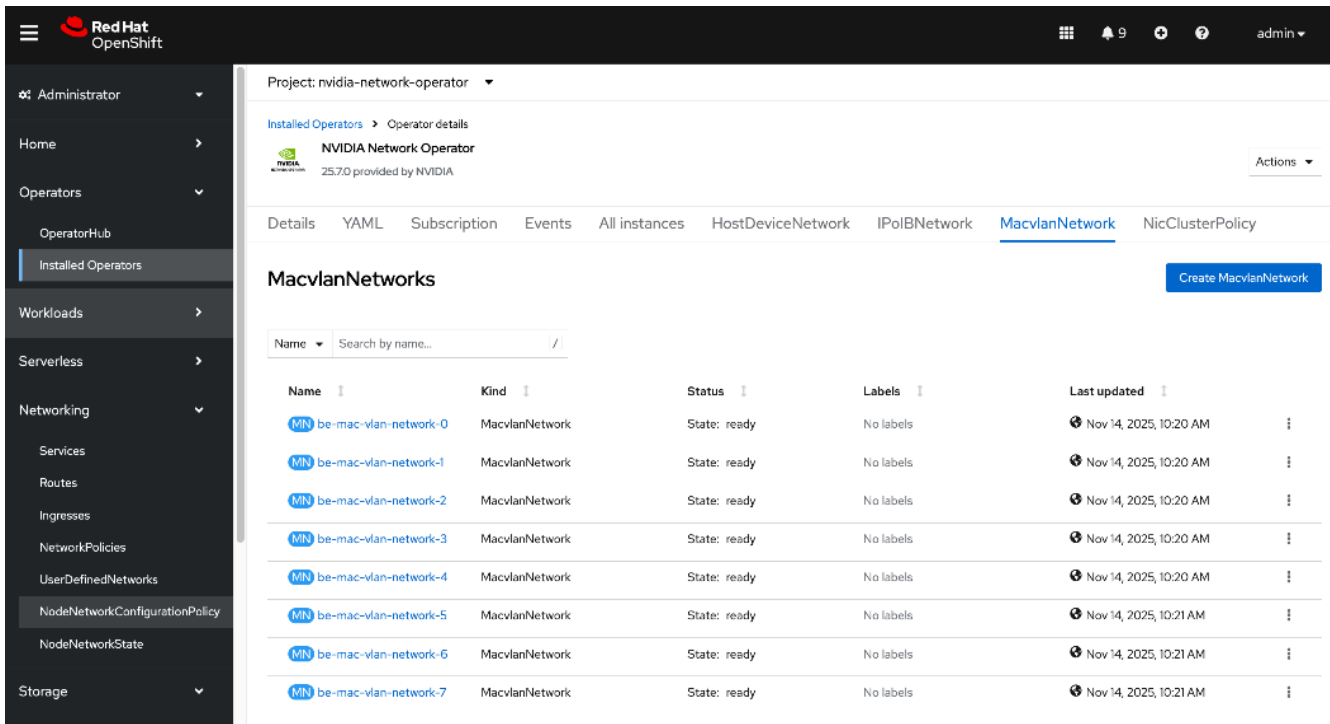 Red Hat
OpenShift
9
admin
Administrator
Home
Operators
OperatorHub
Installed Operators
Workloads
Serverless
Networking
Services
Routes
Ingresses
NetworkPolicies
UserDefinedNetworks
NodeNetworkConfigurationPolicy
NodeNetworkState
Storage
Project: nvidia-network-operator
Installed Operators > Operator details
NVIDIA Network Operator
25.7.0 provided by NVIDIA
Actions
Details YAML Subscription Events All instances HostDeviceNetwork IPoIBNetwork MacvlanNetwork NicClusterPolicy
MacvlanNetworks
Create MacvlanNetwork
Name Search by name... /
Name Kind Status Labels Last updated
MN be-mac-vlan-network-0 MacvlanNetwork State: ready No labels Nov 14, 2025, 10:20 AM
MN be-mac-vlan-network-1 MacvlanNetwork State: ready No labels Nov 14, 2025, 10:20 AM
MN be-mac-vlan-network-2 MacvlanNetwork State: ready No labels Nov 14, 2025, 10:20 AM
MN be-mac-vlan-network-3 MacvlanNetwork State: ready No labels Nov 14, 2025, 10:20 AM
MN be-mac-vlan-network-4 MacvlanNetwork State: ready No labels Nov 14, 2025, 10:20 AM
MN be-mac-vlan-network-5 MacvlanNetwork State: ready No labels Nov 14, 2025, 10:21 AM
MN be-mac-vlan-network-6 MacvlanNetwork State: ready No labels Nov 14, 2025, 10:21 AM
MN be-mac-vlan-network-7 MacvlanNetwork State: ready No labels Nov 14, 2025, 10:21 AM